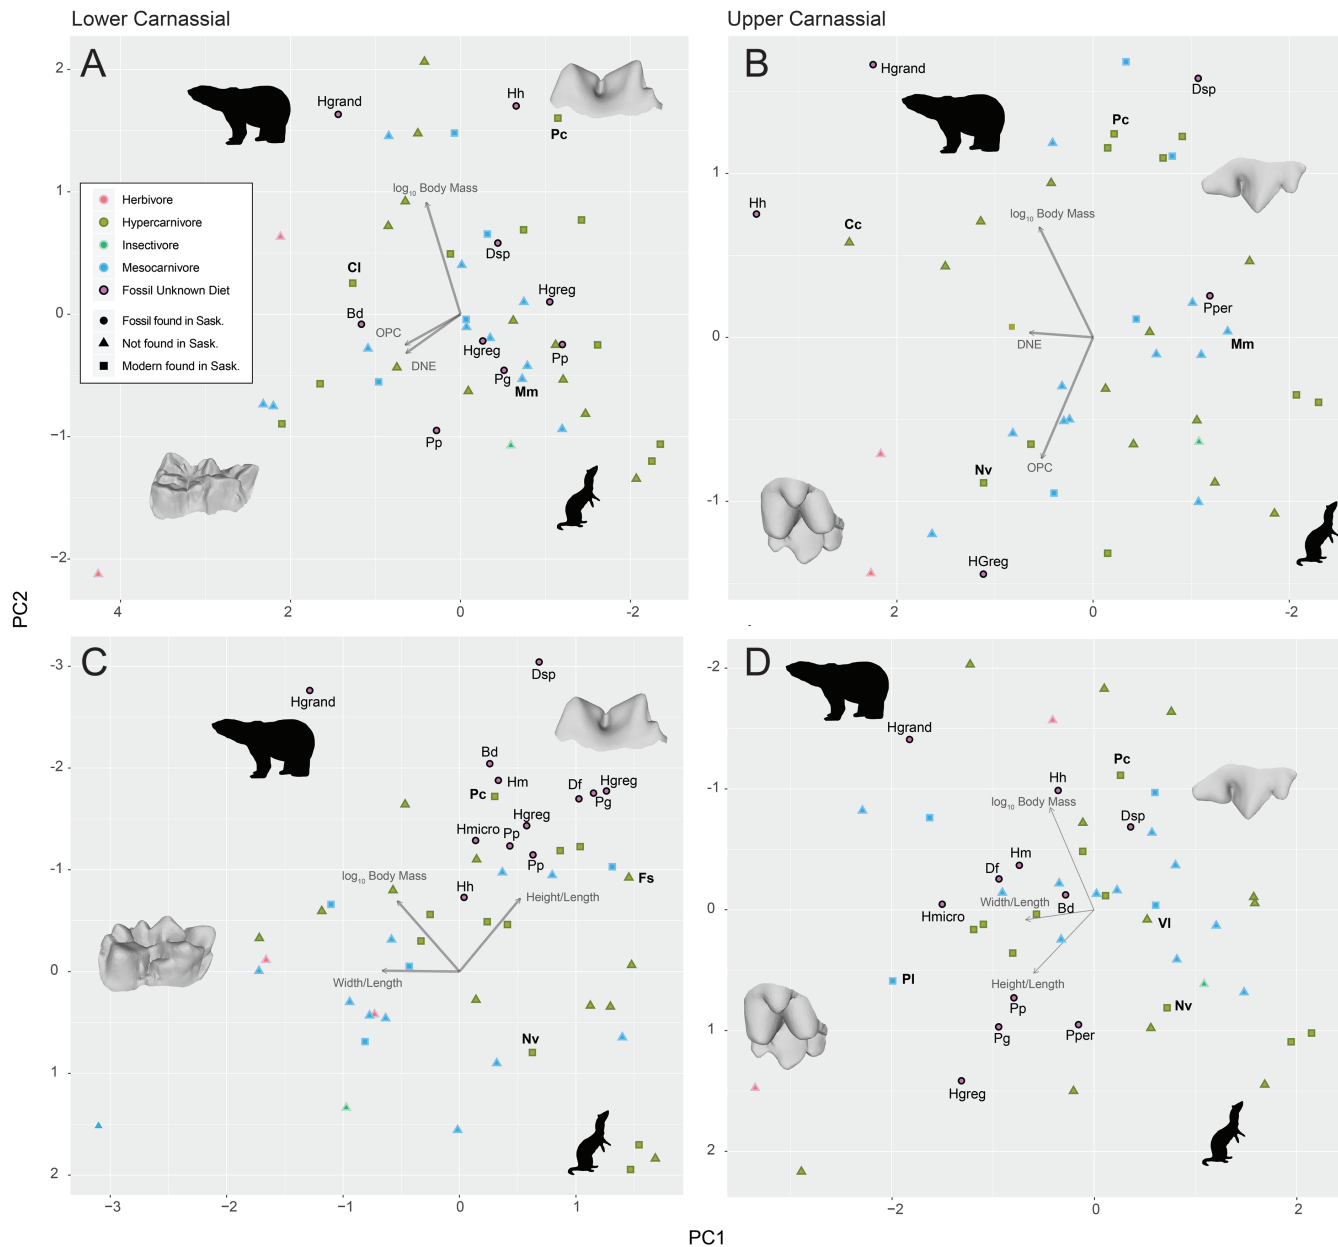 Lower Carnassial
Upper Carnassial
A
Hgrand
Hh
Pc
log10 Body Mass
Herbivore
Hypercarnivore
Insectivore
Mesocarnivore
Fossil Unknown Diet
Fossil found in Sask.
Not found in Sask.
Modern found in Sask.
Cl
Bd
OPC
DNE
Dsp
Hgreg
Hgreg
Pp
Pg
Mm
Pp
2
1
0
−1
−2
4
2
0
-2
B
Hgrand
Dsp
Pc
Hh
Cc
log10 Body Mass
Pper
DNE
Mm
OPC
Nv
HGreg
1
0
-1
2
0
-2
PC2
C
Dsp
Hgrand
Bd
Hm
Pc
Df
Hgreg
Pg
Hgreg
Hmicro
Pp
Pp
log10 Body Mass
Hh
Fs
Height/Length
Width/Length
Nv
-3
-2
-1
0
1
2
−3
−2
−1
0
1
D
Hgrand
Pc
Hh
log10 Body Mass
Dsp
Hm
Df
Hmicro
Width/Length
Bd
Vl
Pl
Height/Length
Pp
Nv
Pg
Pper
Hgreg
-2
-1
0
1
2
−2
0
2
PC1